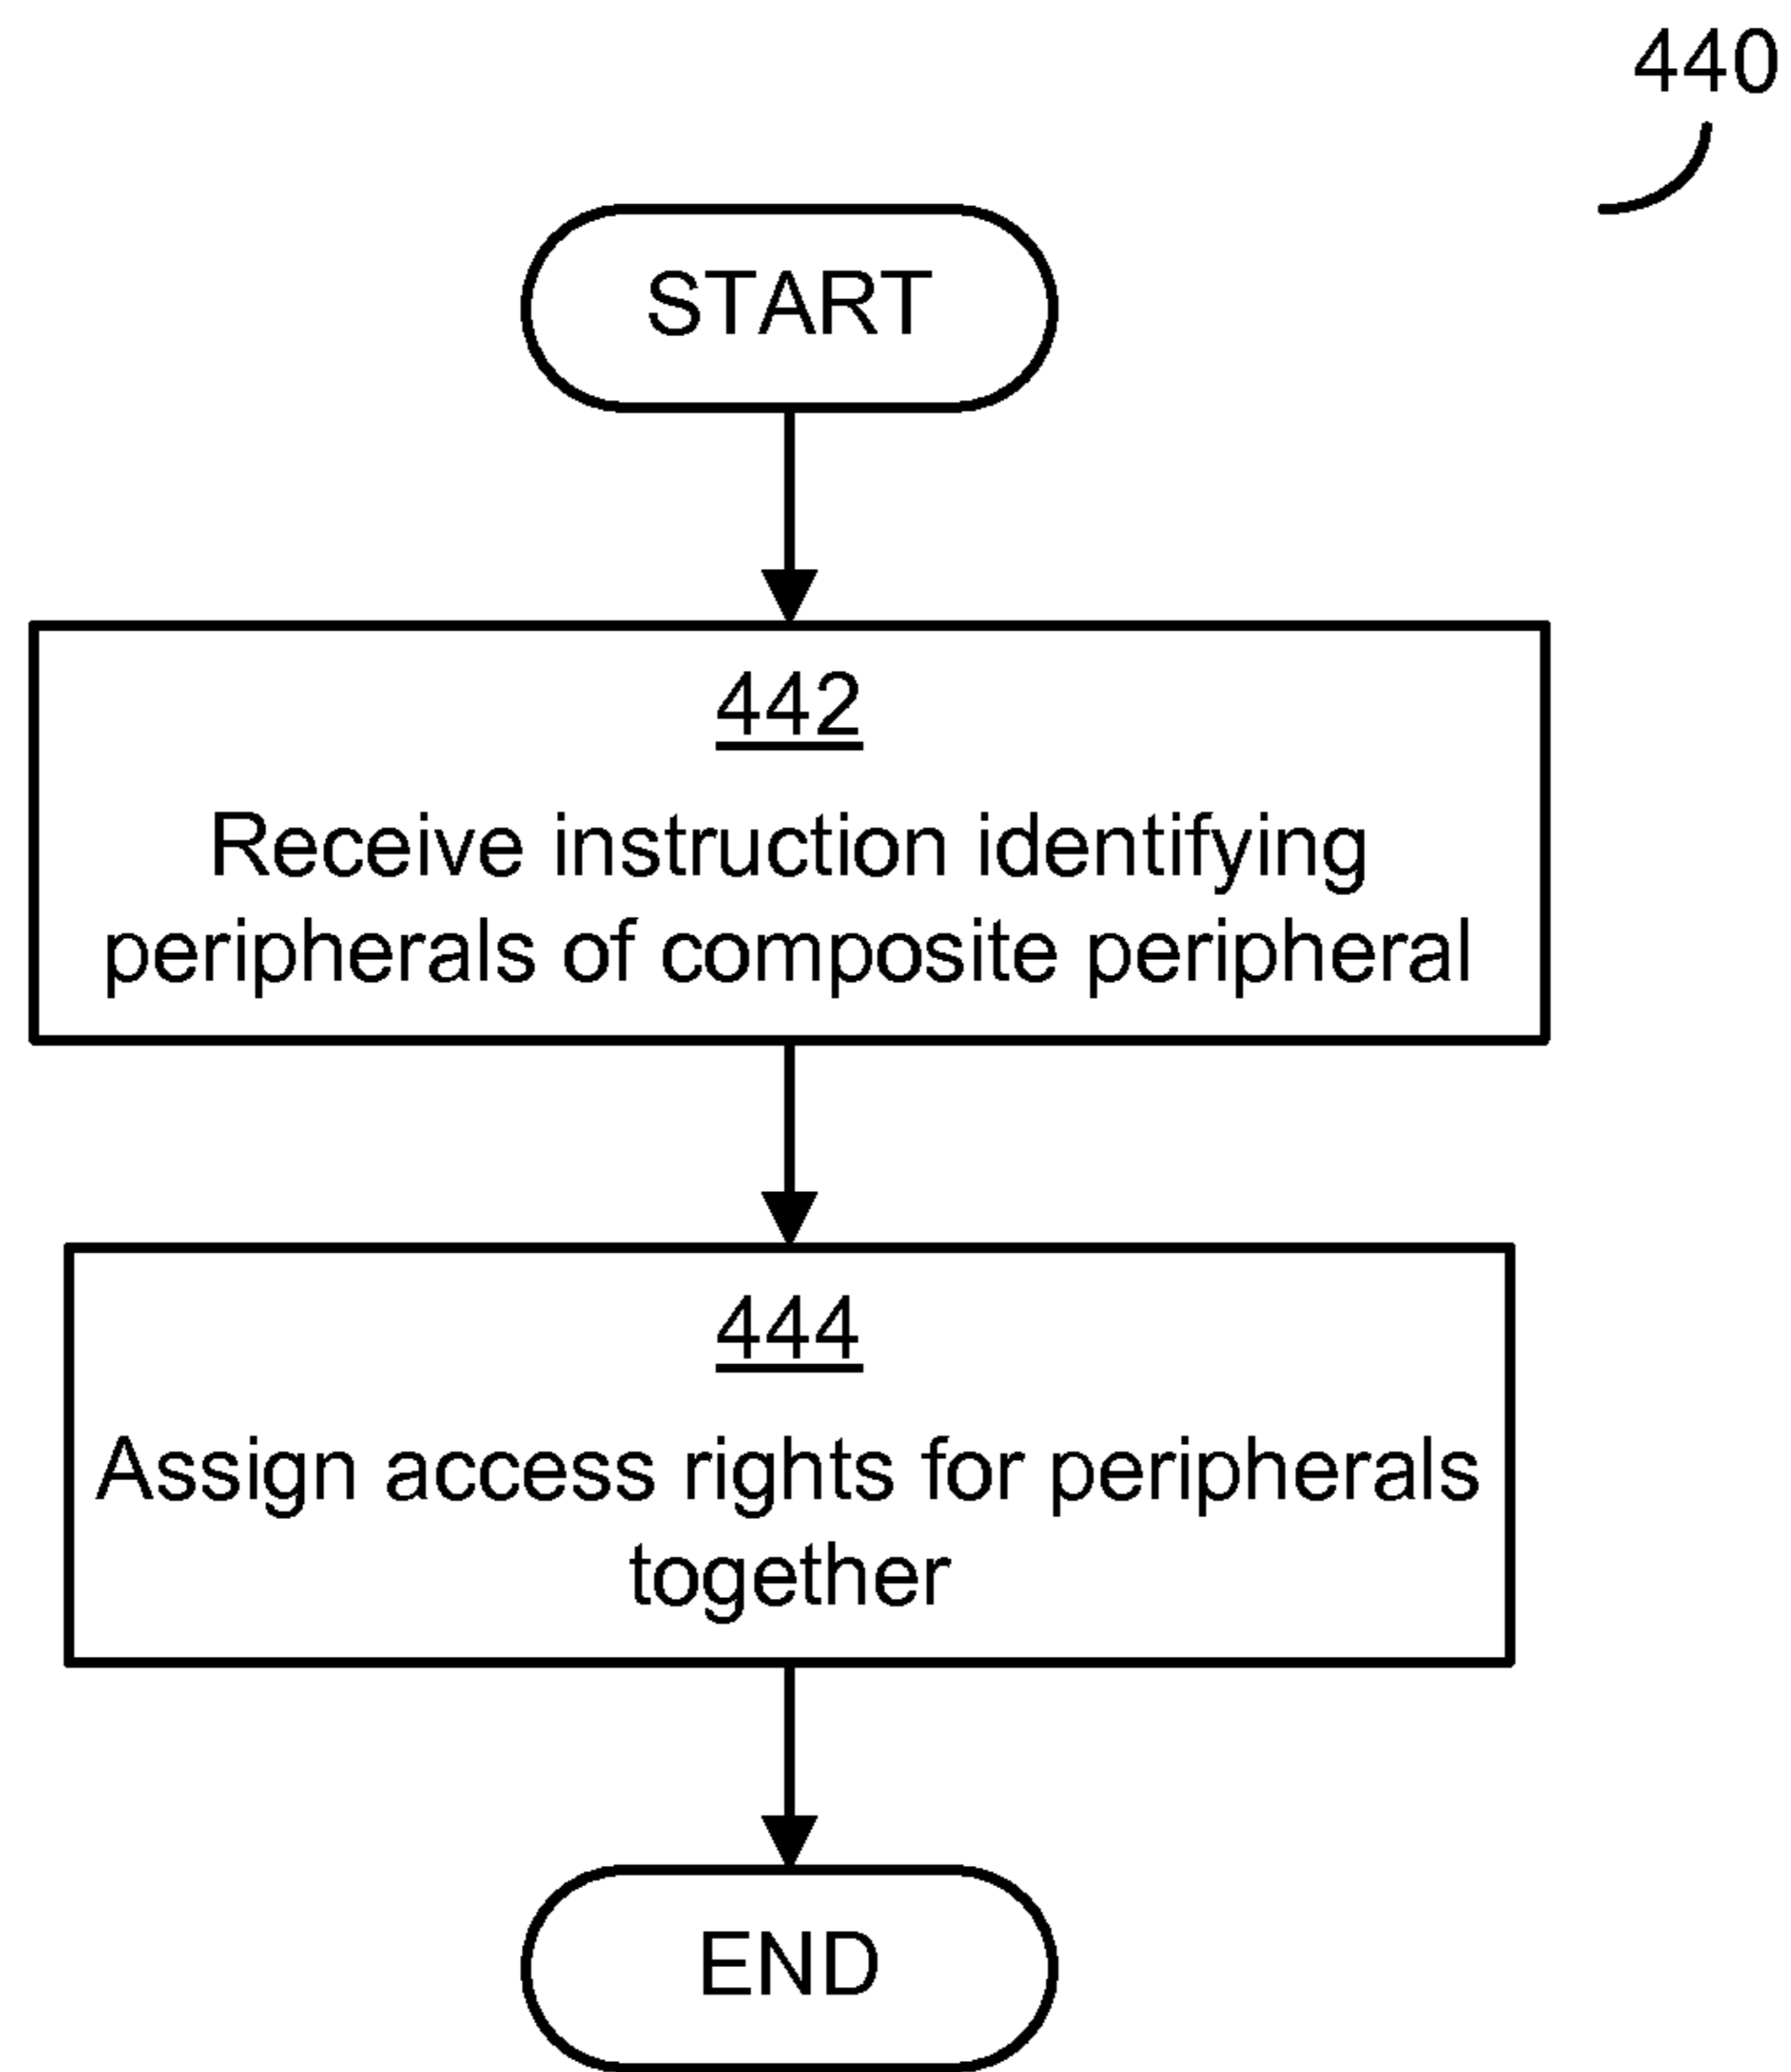 440
START
442
Receive instruction identifying
peripherals of composite peripheral
444
Assign access rights for peripherals
together
END